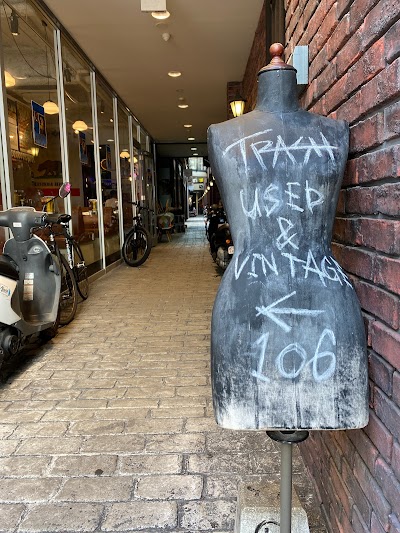 TRASH
USED
&
VINTAGE
←
106